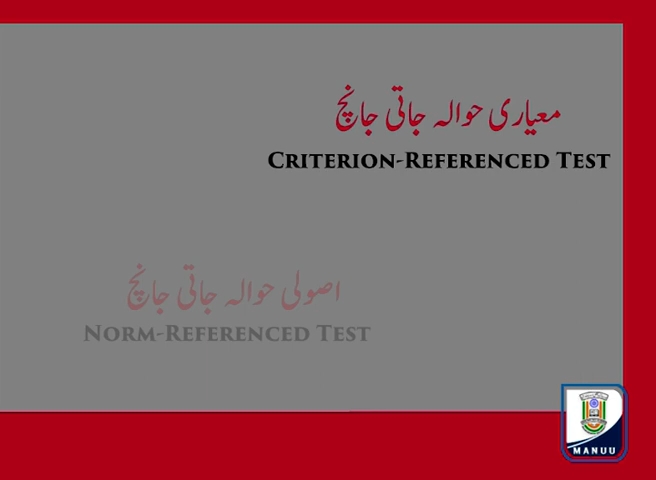 معیاری حوالہ جاتی جانچ
CRITERION-REFERENCED TEST
اصولی حوالہ جاتی جانچ
NORM-REFERENCED TEST
MANUU